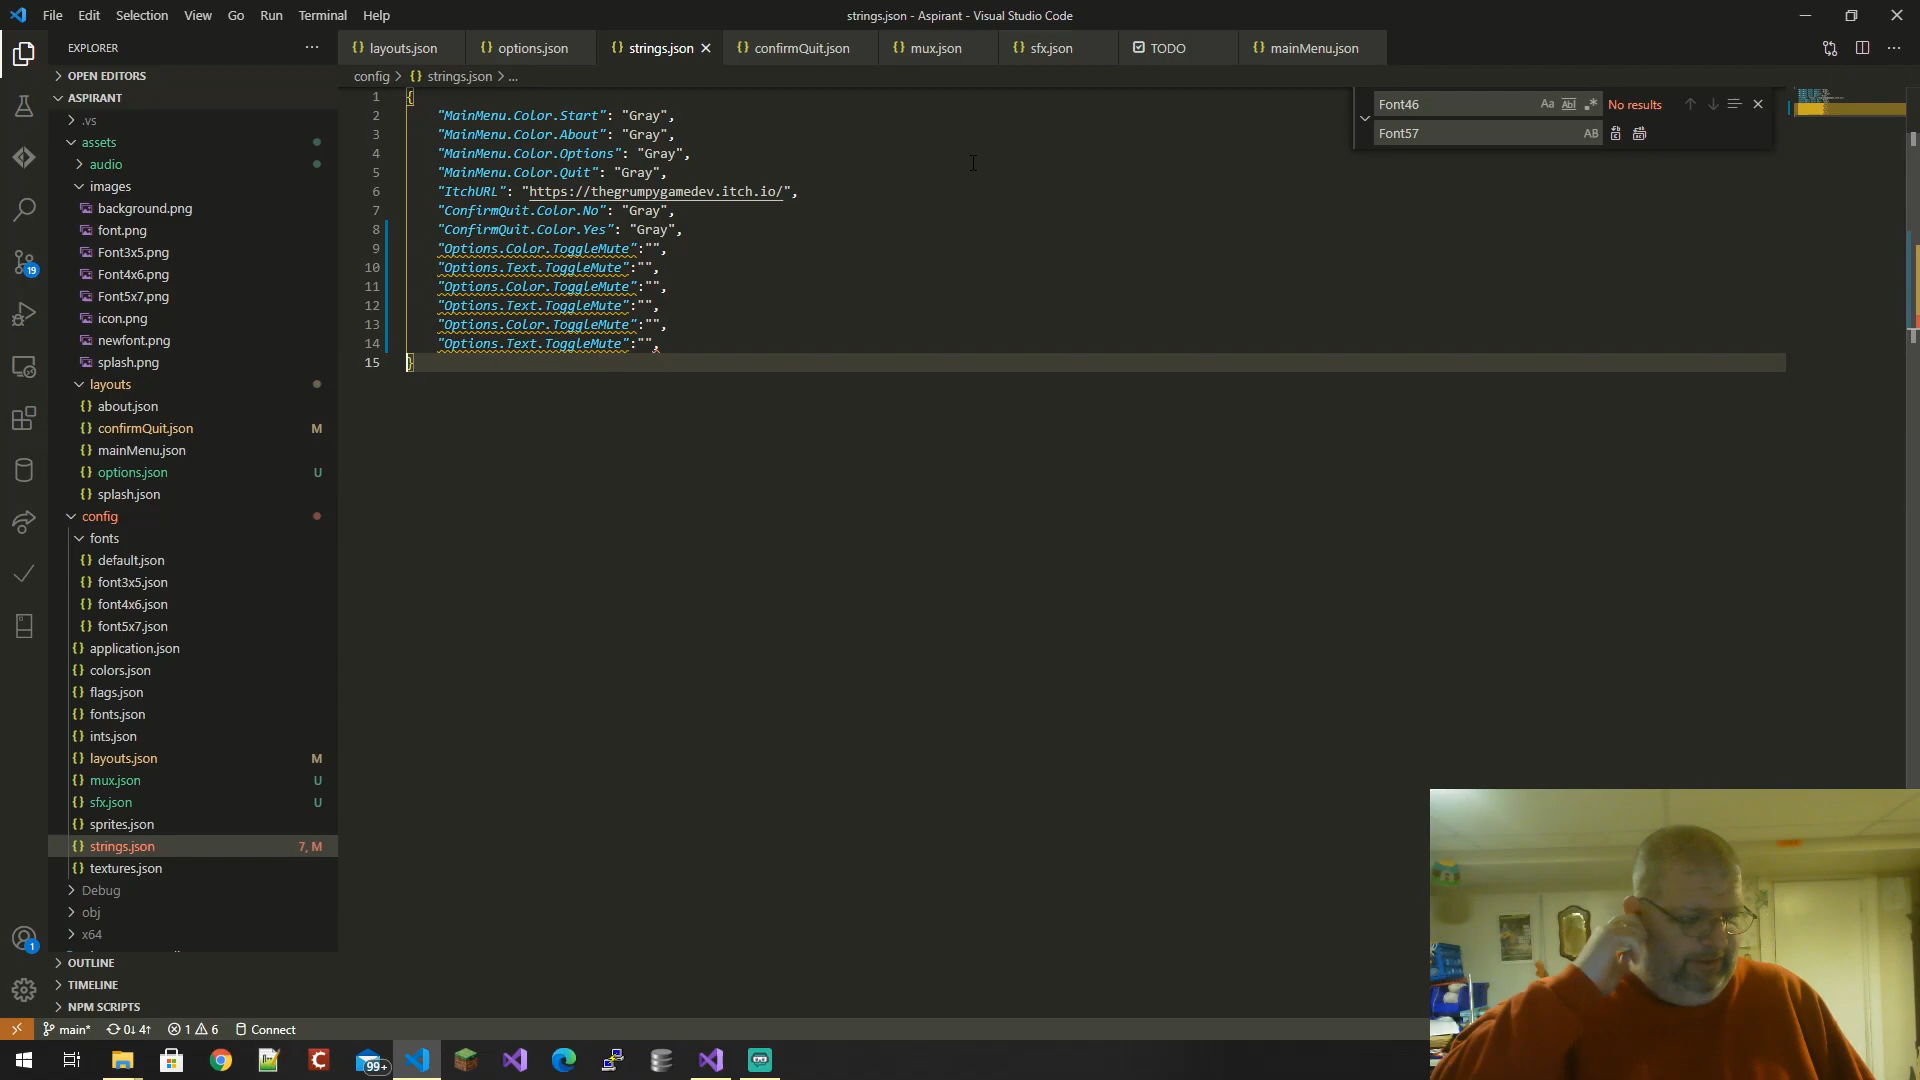 File Edit Selection View Go Run Terminal Help
strings.json - Aspirant - Visual Studio Code
EXPLORER
layouts.json
options.json
strings.json
confirmQuit.json
mux.json
sfx.json
TODO
mainMenu.json
OPEN EDITORS
config > strings.json > ...
ASPIRANT
.vs
assets
audio
images
background.png
font.png
Font3x5.png
Font4x6.png
Font5x7.png
icon.png
newfont.png
splash.png
layouts
about.json
confirmQuit.json M
mainMenu.json
options.json U
splash.json
config
fonts
default.json
font3x5.json
font4x6.json
font5x7.json
application.json
colors.json
flags.json
fonts.json
ints.json
layouts.json M
mux.json U
sfx.json U
sprites.json
strings.json 7, M
textures.json
Debug
obj
x64
OUTLINE
TIMELINE
NPM SCRIPTS
1 {
2 "MainMenu.Color.Start": "Gray",
3 "MainMenu.Color.About": "Gray",
4 "MainMenu.Color.Options": "Gray",
5 "MainMenu.Color.Quit": "Gray",
6 "ItchURL": "https://thegrumpygamedev.itch.io/",
7 "ConfirmQuit.Color.No": "Gray",
8 "ConfirmQuit.Color.Yes": "Gray",
9 "Options.Color.ToggleMute":"",
10 "Options.Text.ToggleMute":"",
11 "Options.Color.ToggleMute":"",
12 "Options.Text.ToggleMute":"",
13 "Options.Color.ToggleMute":"",
14 "Options.Text.ToggleMute":"",
15 }
Font46 Aa Abl .* No results
Font57 AB
19
1
main* 0↓ 4↑ 1 6 Connect
99+